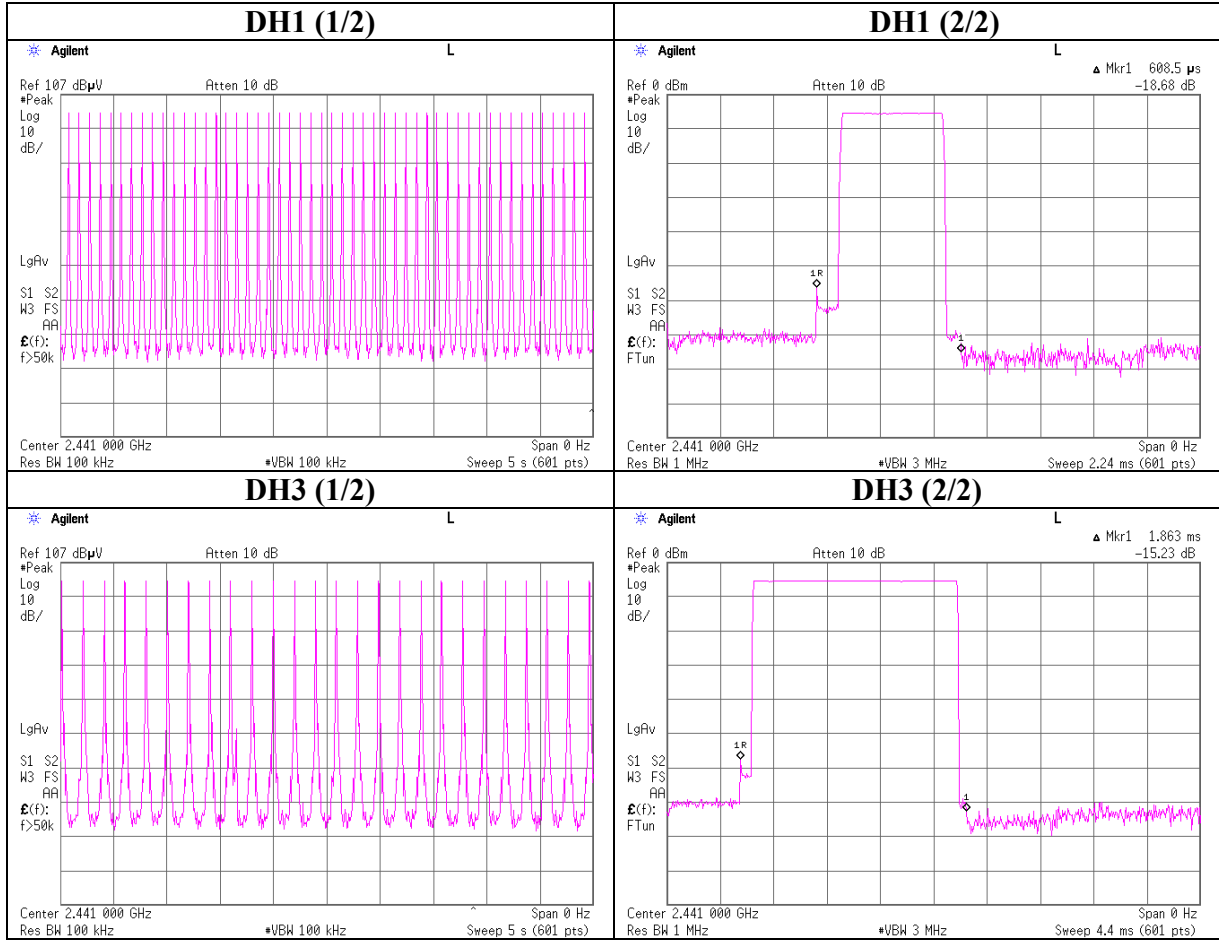 DH1 (1/2)
DH1 (2/2)
Agilent L
Ref 107 dBµV Atten 10 dB
#Peak
Log
10
dB/
LgAv
S1 S2
W3 FS
AA
£(f):
f>50k
Center 2.441 000 GHz Span 0 Hz
Res BW 100 kHz #VBW 100 kHz Sweep 5 s (601 pts)
Agilent L
Δ Mkr1 608.5 µs
Ref 0 dBm Atten 10 dB -18.68 dB
#Peak
Log
10
dB/
1R
1
LgAv
S1 S2
W3 FS
AA
£(f):
FTun
Center 2.441 000 GHz Span 0 Hz
Res BW 1 MHz #VBW 3 MHz Sweep 2.24 ms (601 pts)
DH3 (1/2)
DH3 (2/2)
Agilent L
Ref 107 dBµV Atten 10 dB
#Peak
Log
10
dB/
LgAv
S1 S2
W3 FS
AA
£(f):
f>50k
Center 2.441 000 GHz Span 0 Hz
Res BW 100 kHz #VBW 100 kHz Sweep 5 s (601 pts)
Agilent L
Δ Mkr1 1.863 ms
Ref 0 dBm Atten 10 dB -15.23 dB
#Peak
Log
10
dB/
1R
1
LgAv
S1 S2
W3 FS
AA
£(f):
FTun
Center 2.441 000 GHz Span 0 Hz
Res BW 1 MHz #VBW 3 MHz Sweep 4.4 ms (601 pts)